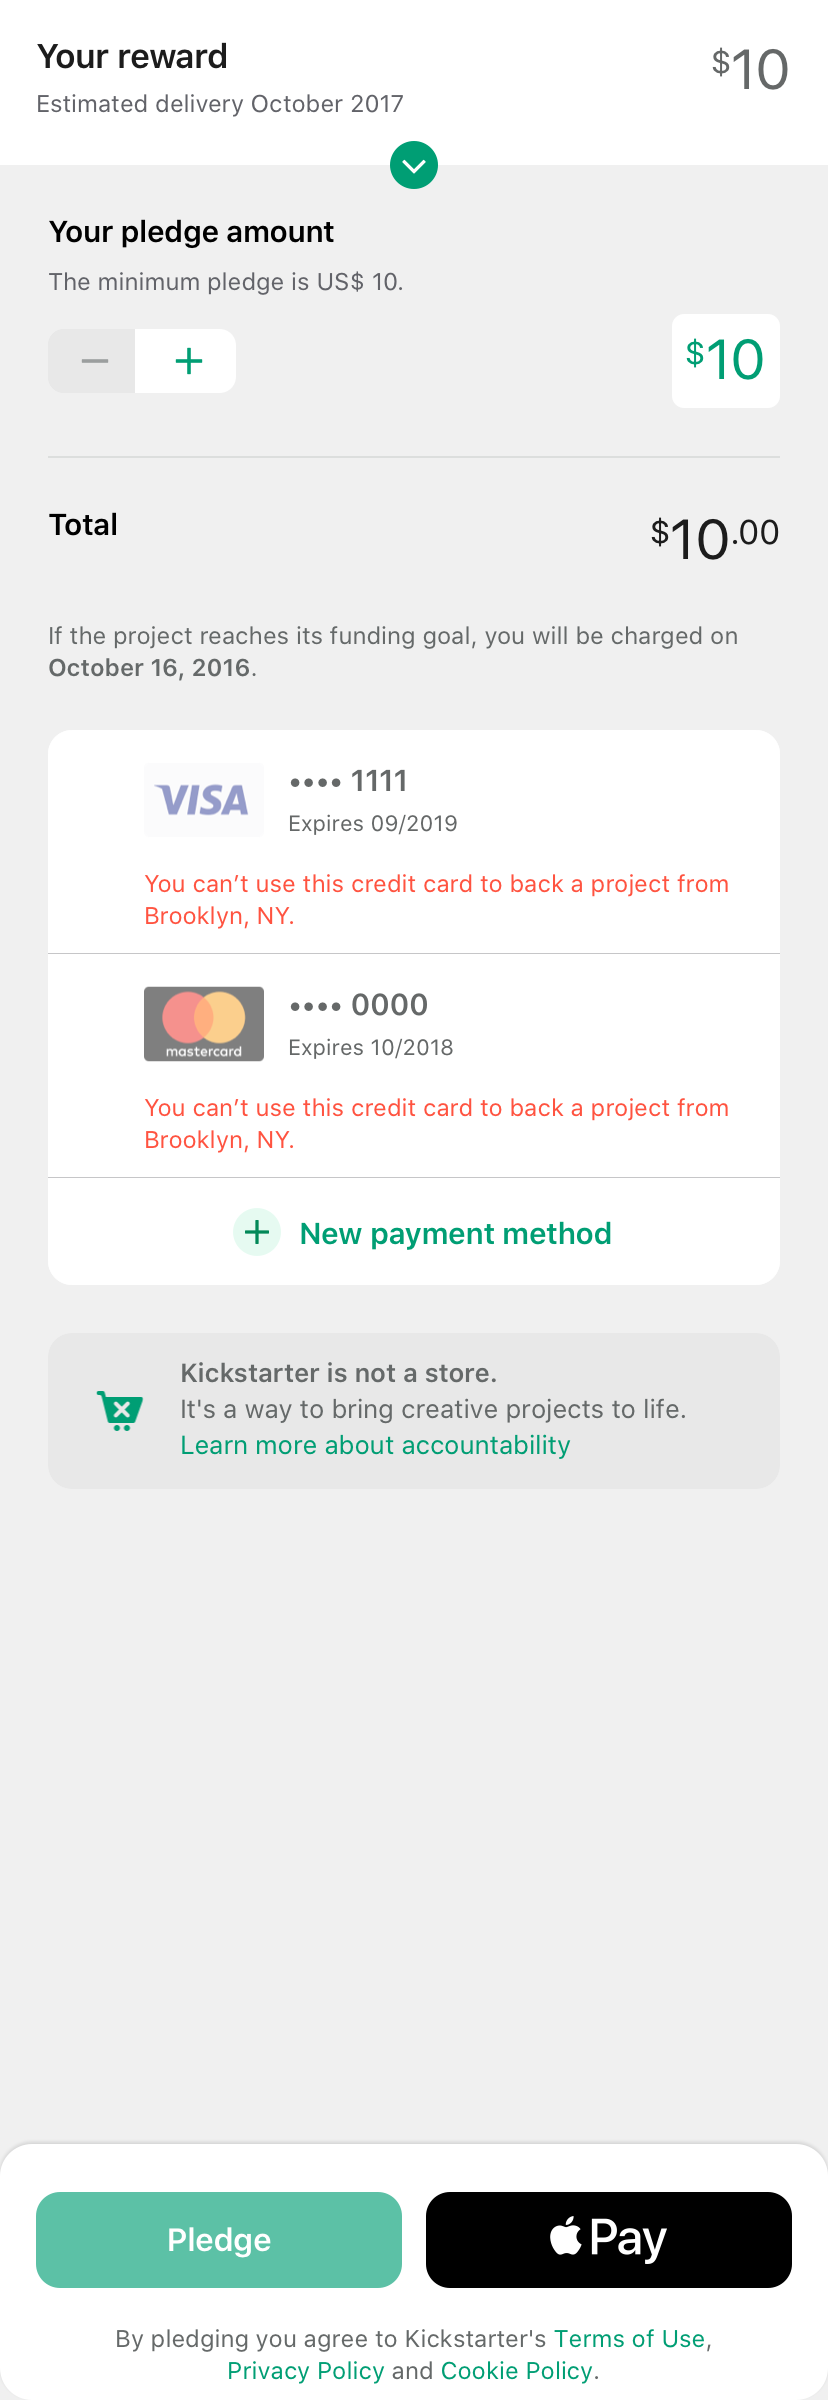 Your reward
$10
Estimated delivery October 2017
Your pledge amount
The minimum pledge is US$ 10.
$10
Total
$10.00
If the project reaches its funding goal, you will be charged on
October 16, 2016.
VISA
•••• 1111
Expires 09/2019
You can’t use this credit card to back a project from
Brooklyn, NY.
mastercard
•••• 0000
Expires 10/2018
You can’t use this credit card to back a project from
Brooklyn, NY.
New payment method
Kickstarter is not a store.
It's a way to bring creative projects to life.
Learn more about accountability
Pledge
Pay
By pledging you agree to Kickstarter's Terms of Use,
Privacy Policy and Cookie Policy.